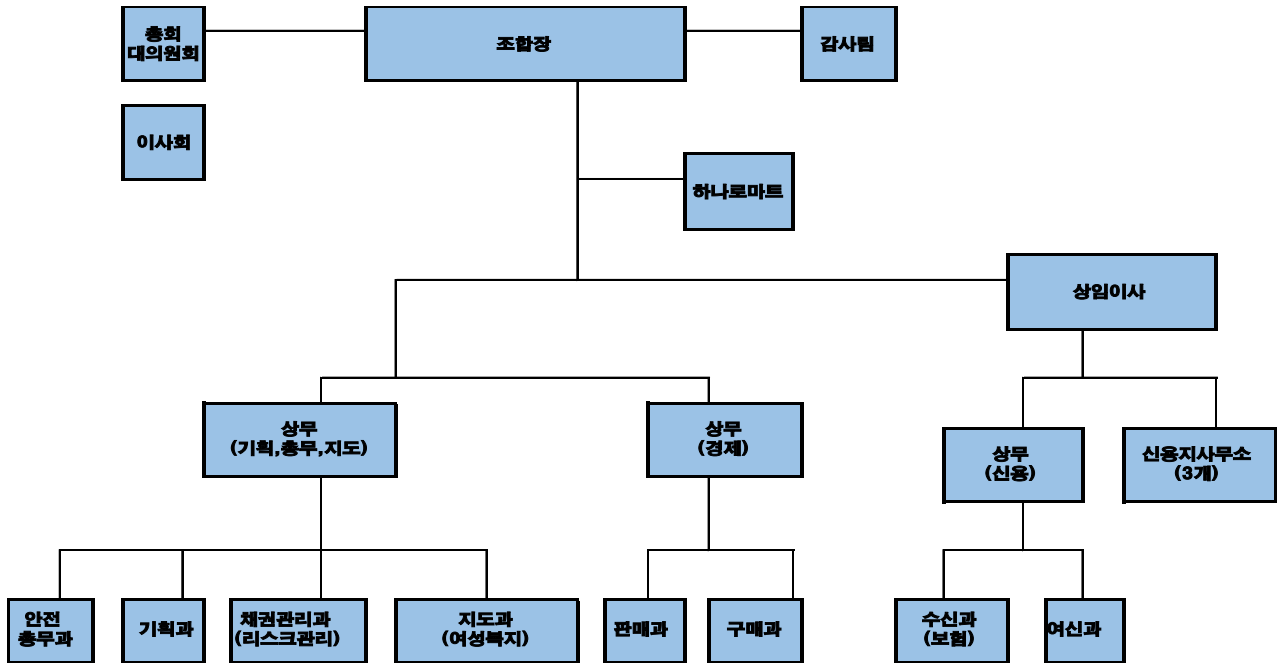 총회
대의원회
조합장
감사팀
이사회
하나로마트
상임이사
상무
(기획,총무,지도)
상무
(경제)
상무
(신용)
신용지사무소
(3개)
안전
총무과
기획과
채권관리과
(리스크관리)
지도과
(여성복지)
판매과
구매과
수신과
(보험)
여신과